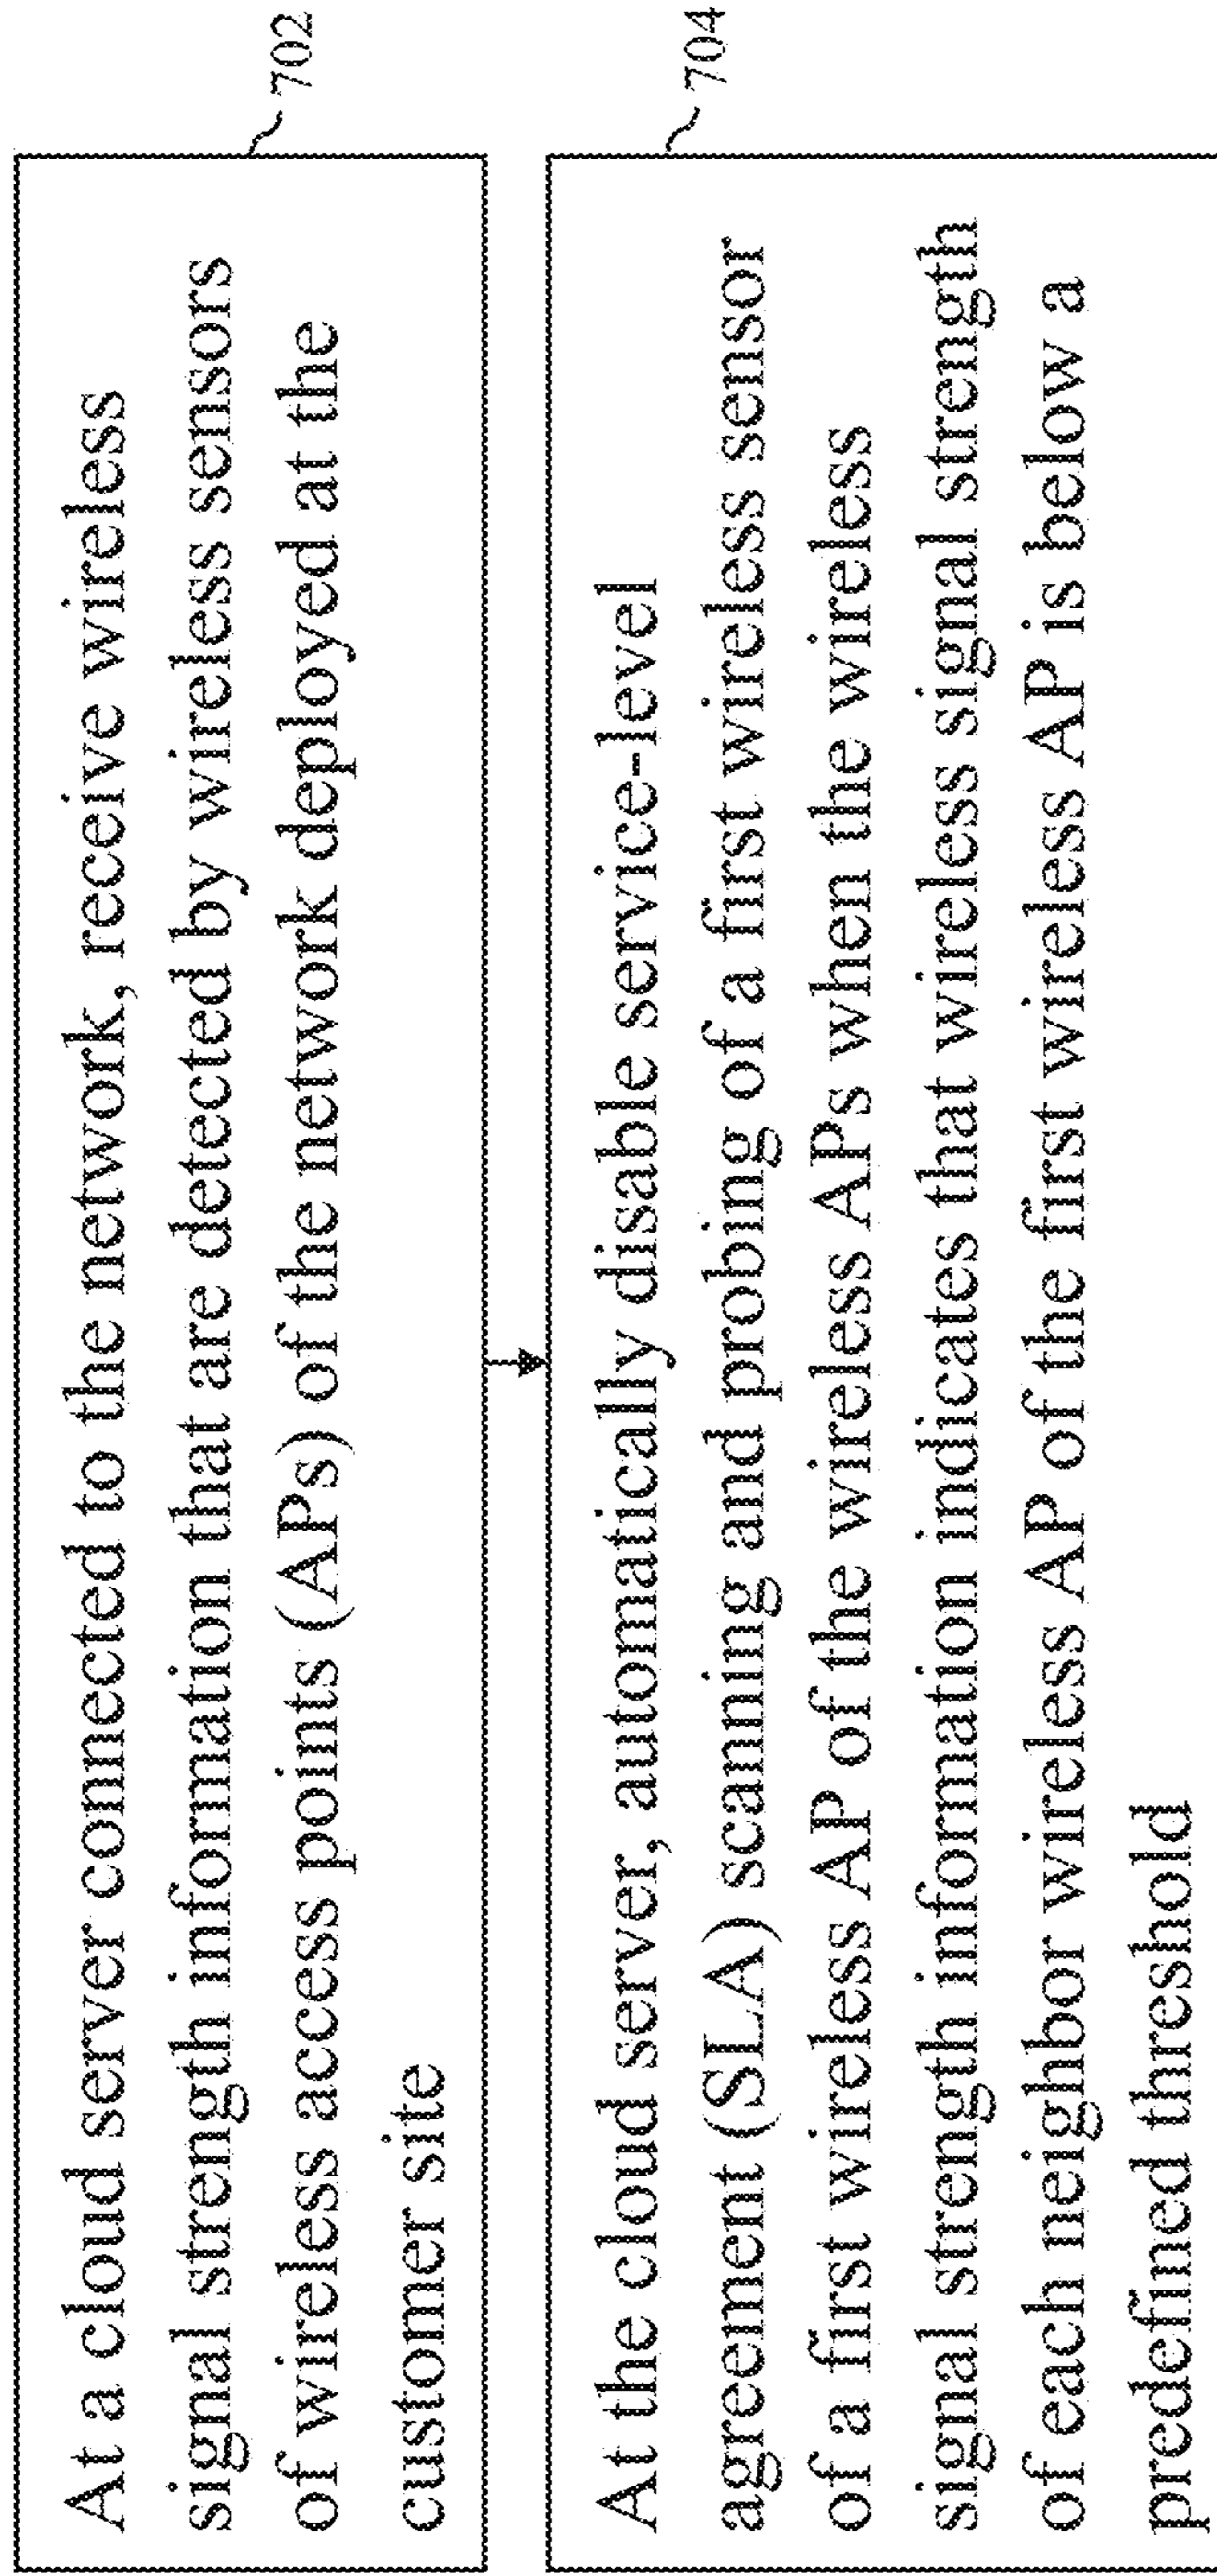 At a cloud server connected to the network, receive wireless
signal strength information that are detected by wireless sensors
of wireless access points (APs) of the network deployed at the
customer site
702
At the cloud server, automatically disable service-level
agreement (SLA) scanning and probing of a first wireless sensor
of a first wireless AP of the wireless APs when the wireless
signal strength information indicates that wireless signal strength
of each neighbor wireless AP of the first wireless AP is below a
predefined threshold
704